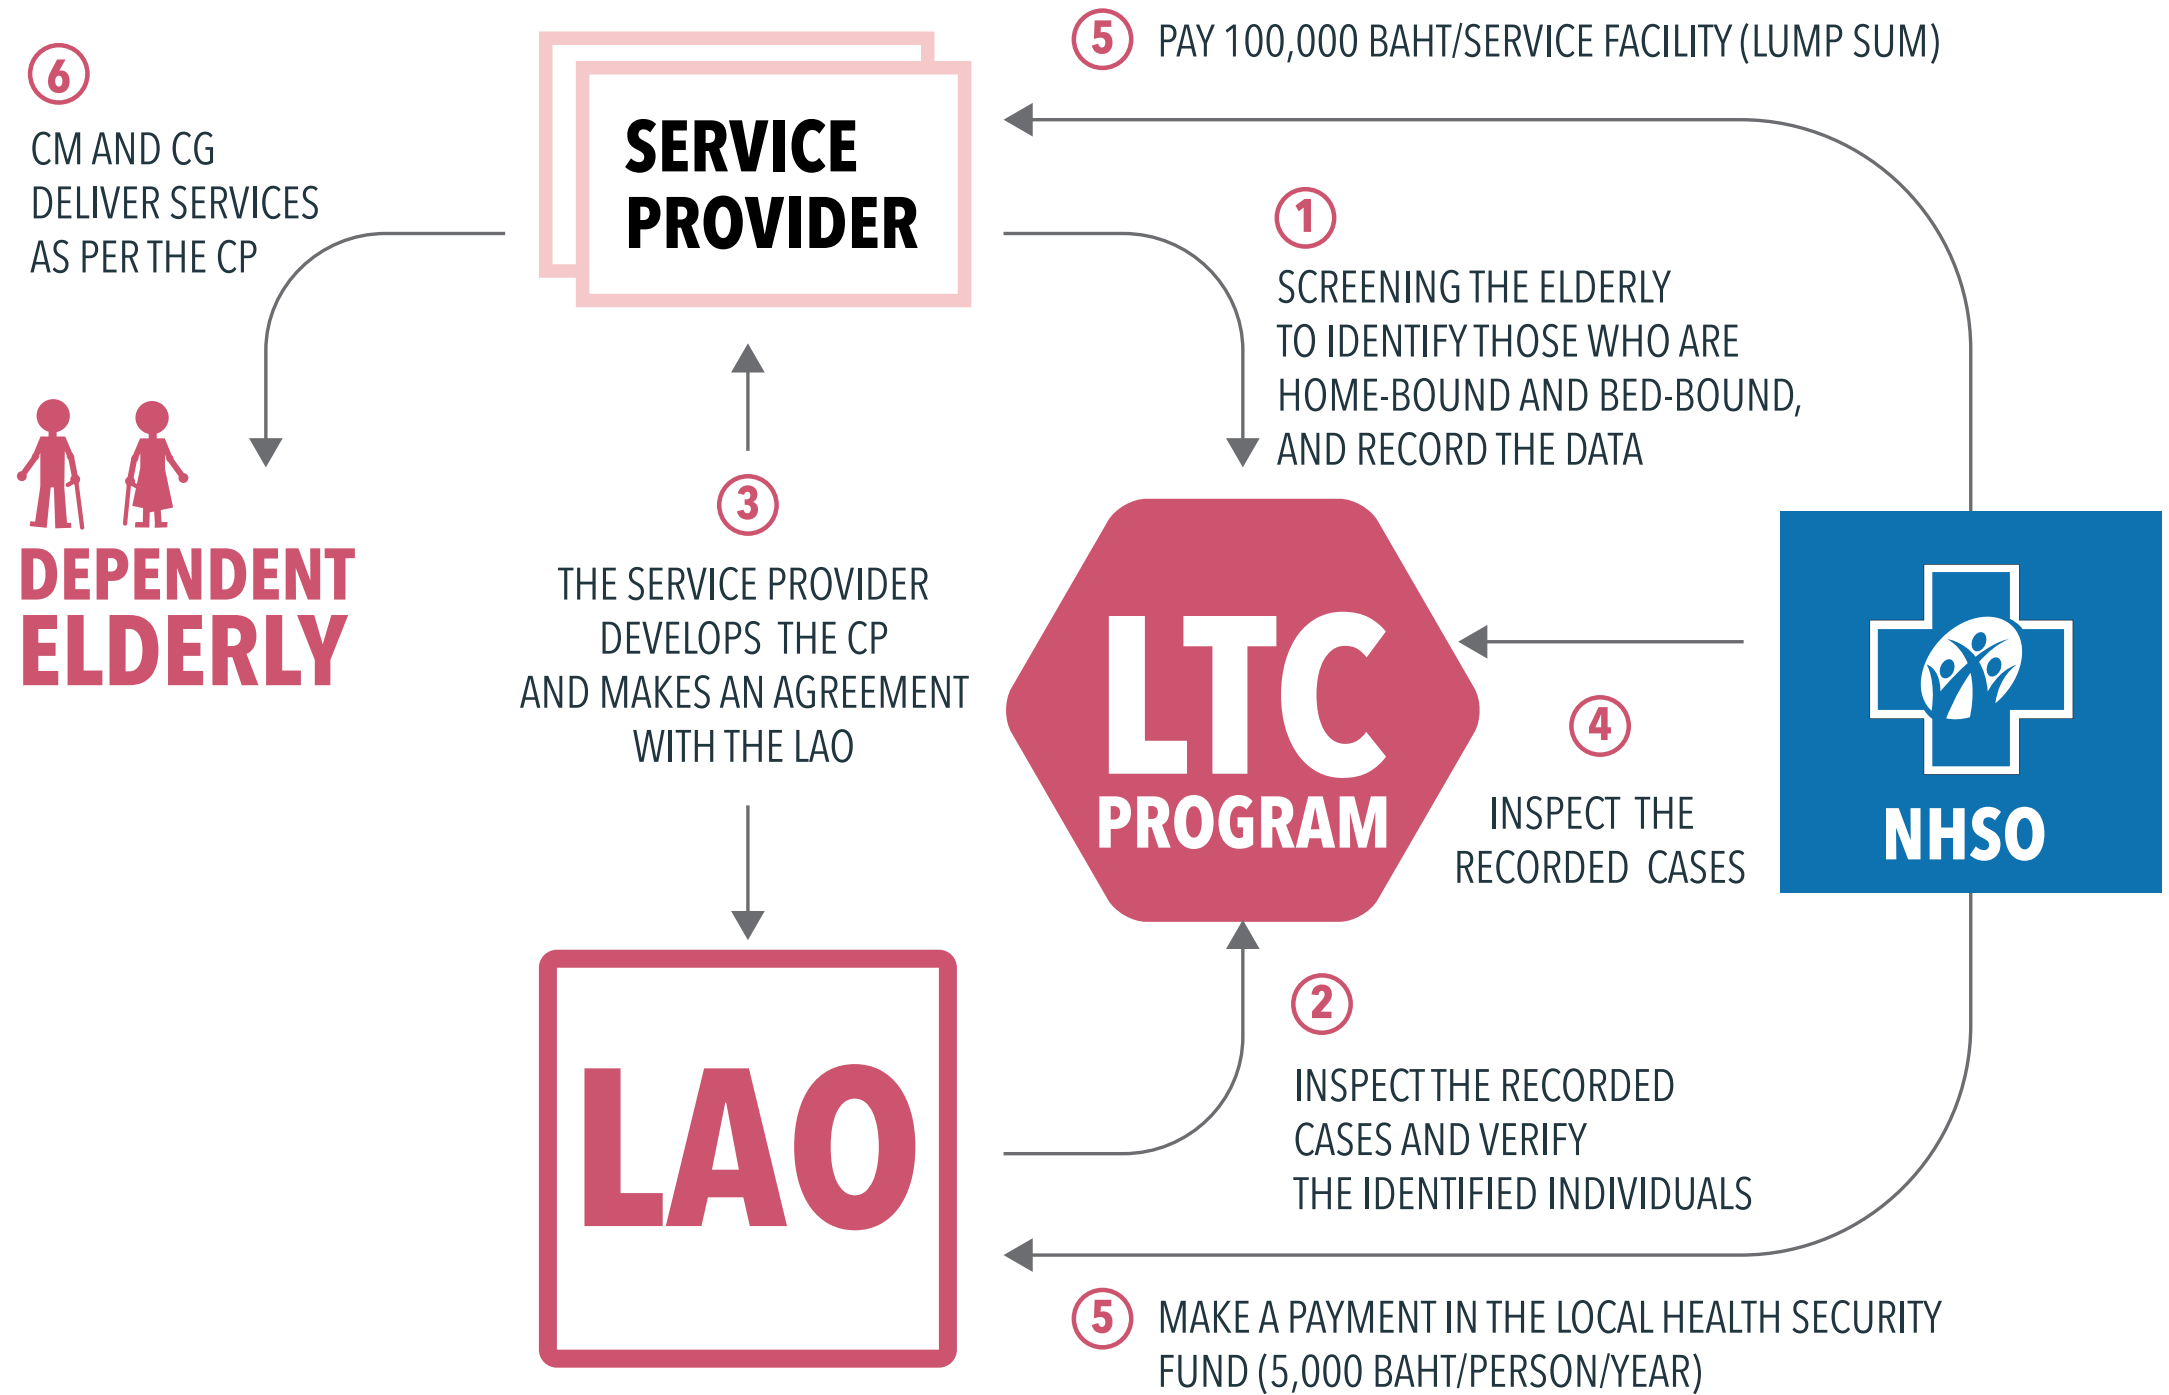 5 PAY 100,000 BAHT/SERVICE FACILITY (LUMP SUM)
6
CM AND CG
DELIVER SERVICES
AS PER THE CP
SERVICE
PROVIDER
1
SCREENING THE ELDERLY
TO IDENTIFY THOSE WHO ARE
HOME-BOUND AND BED-BOUND,
AND RECORD THE DATA
DEPENDENT
ELDERLY
3
THE SERVICE PROVIDER
DEVELOPS THE CP
AND MAKES AN AGREEMENT
WITH THE LAO
LTC
PROGRAM
4
INSPECT THE
RECORDED CASES
NHSO
LAO
2
INSPECT THE RECORDED
CASES AND VERIFY
THE IDENTIFIED INDIVIDUALS
5 MAKE A PAYMENT IN THE LOCAL HEALTH SECURITY
FUND (5,000 BAHT/PERSON/YEAR)